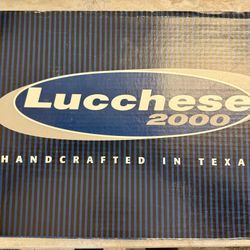 Lucchese
2000
HANDCRAFTED IN TEXA